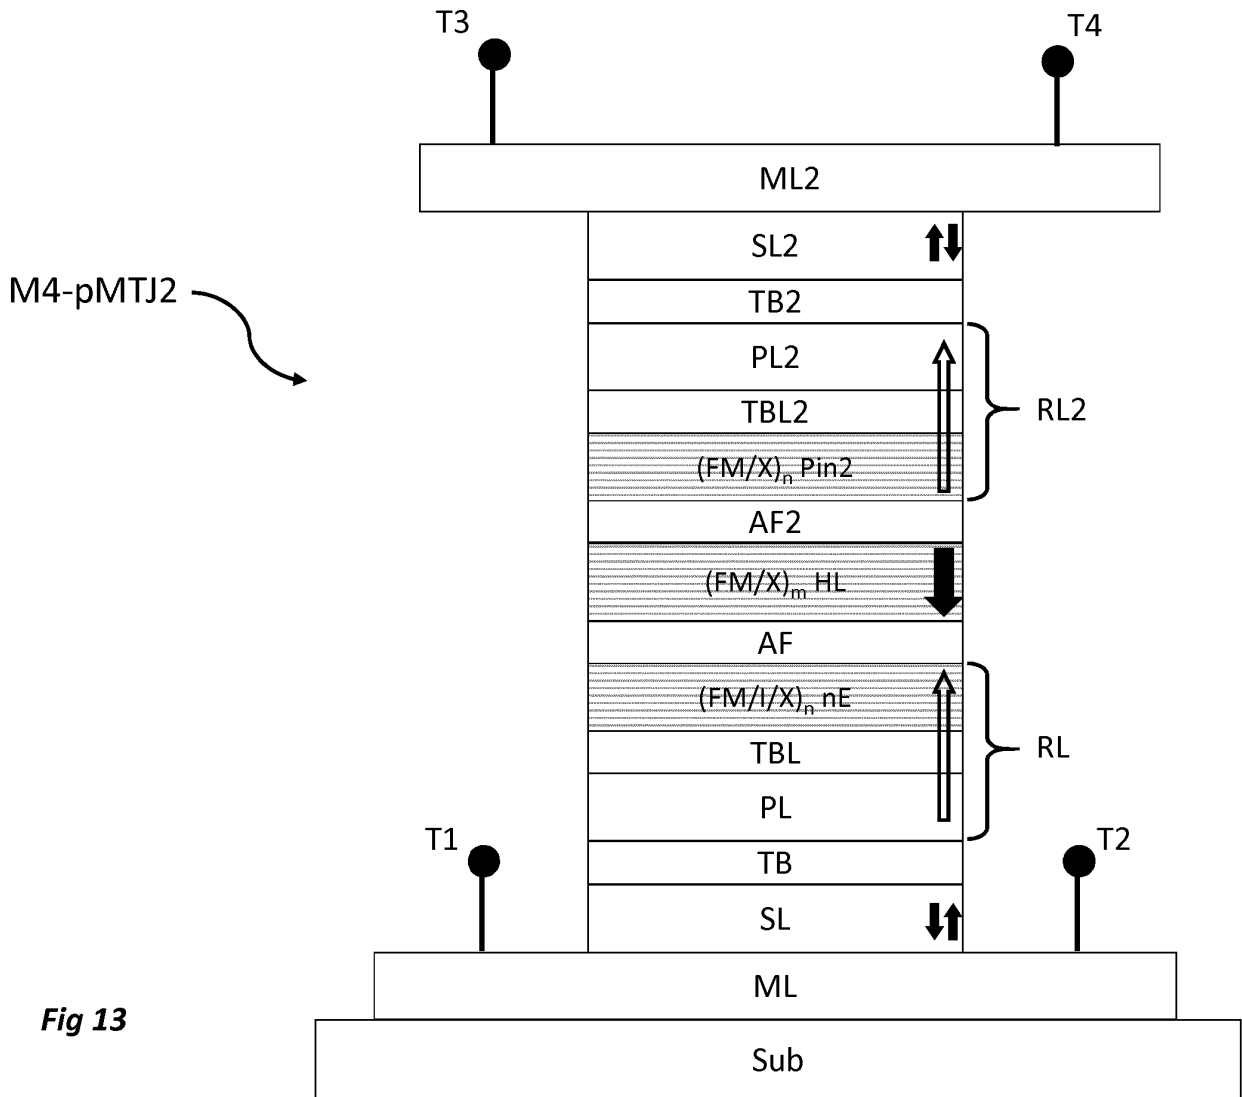 T3
T4
ML2
SL2
M4-pMTJ2
TB2
PL2
TBL2
RL2
(FM/X)n Pin2
AF2
(FM/X)m HL
AF
(FM/I/X)n nE
TBL
RL
PL
T1
T2
TB
SL
ML
Fig 13
Sub